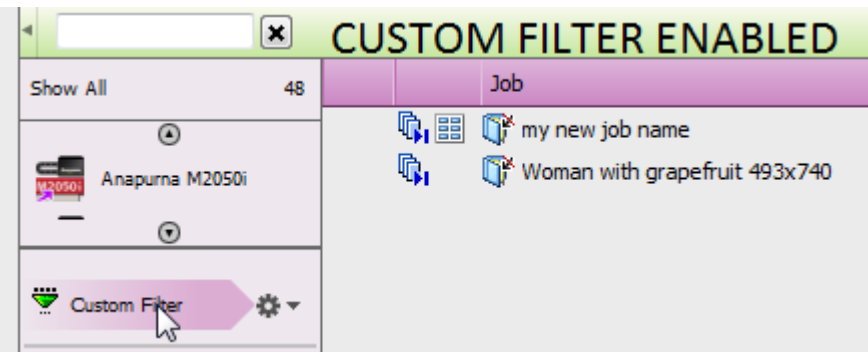 CUSTOM FILTER ENABLED
Show All 48
Job
my new job name
M2050i
Anapurna M2050i
Woman with grapefruit 493x740
Custom Filter